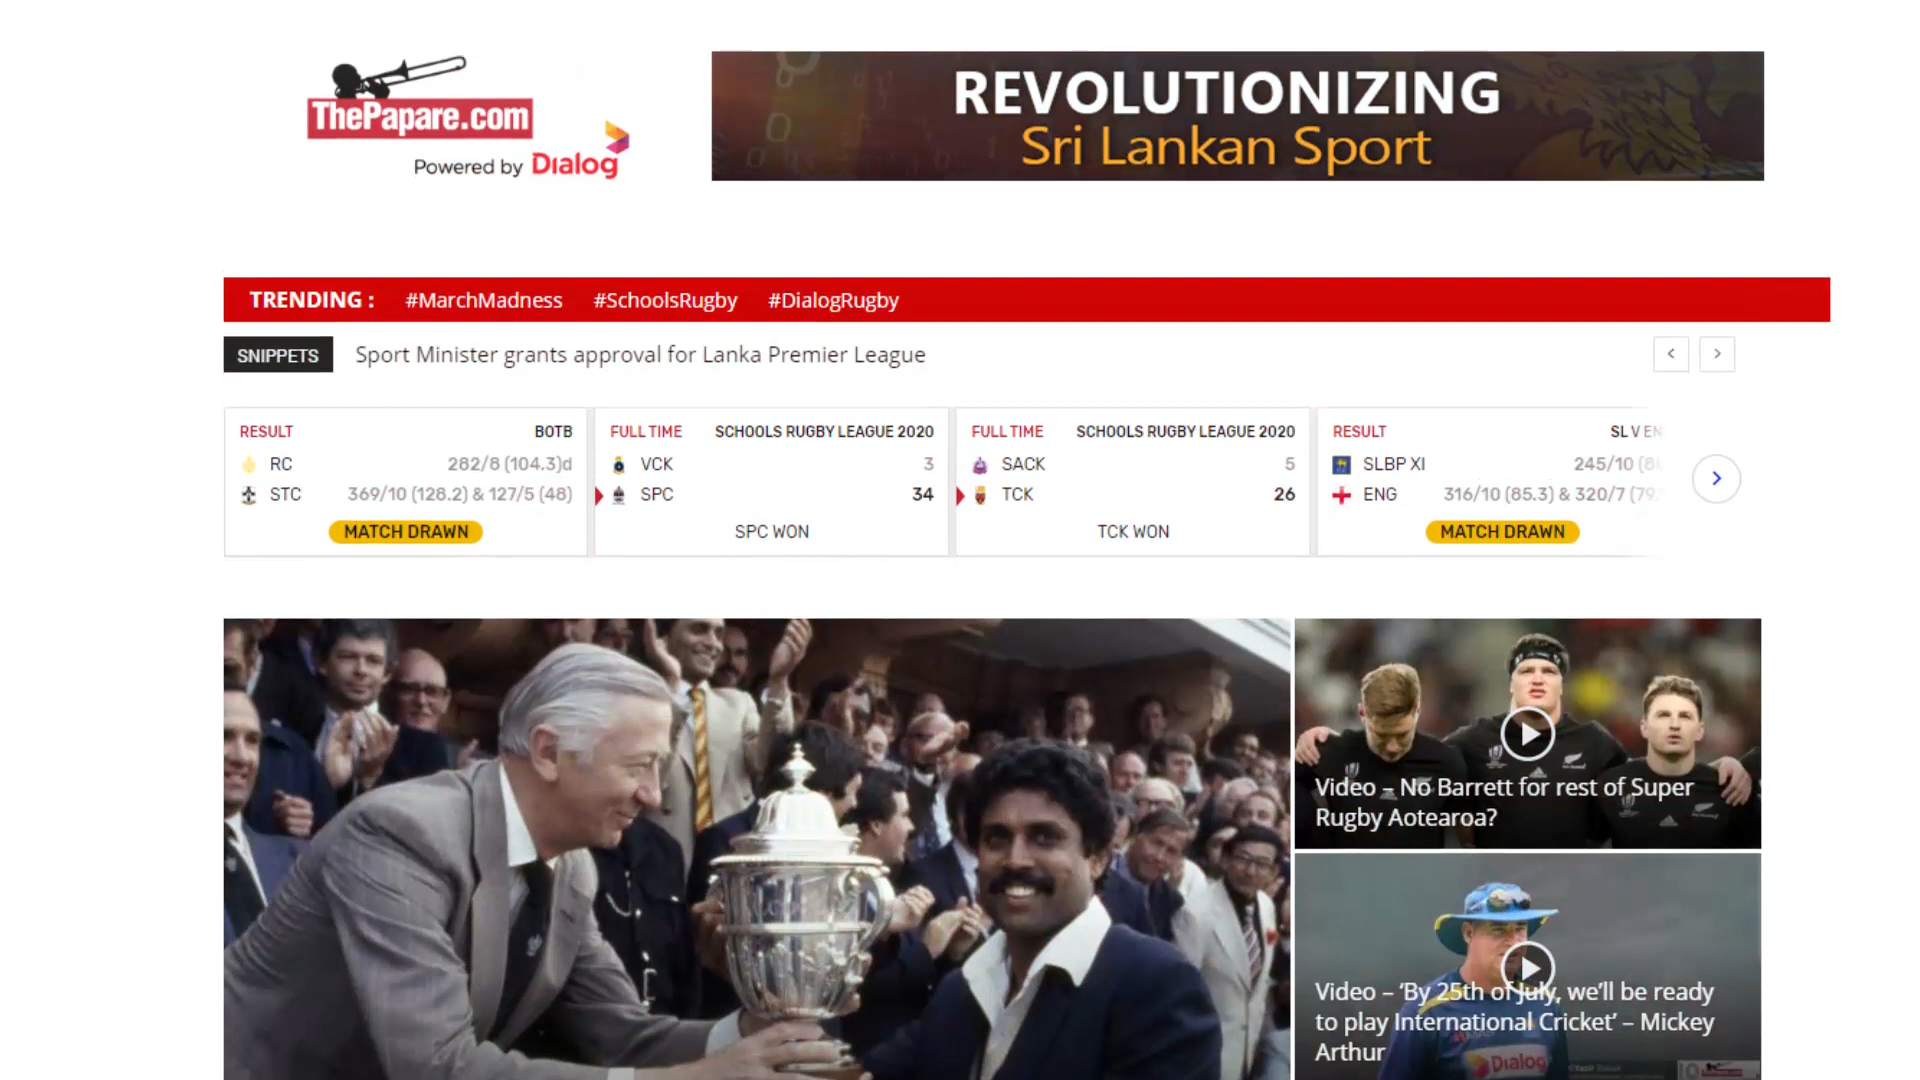 ThePapare.com
Powered by Dialog
REVOLUTIONIZING
Sri Lankan Sport
TRENDING : #MarchMadness #SchoolsRugby #DialogRugby
SNIPPETS Sport Minister grants approval for Lanka Premier League
RESULT BOTB
RC 282/8 (104.3)d
STC 369/10 (128.2) & 127/5 (48)
MATCH DRAWN
FULL TIME SCHOOLS RUGBY LEAGUE 2020
VCK 3
SPC 34
SPC WON
FULL TIME SCHOOLS RUGBY LEAGUE 2020
SACK 5
TCK 26
TCK WON
RESULT SL V EN
SLBP XI 245/10 (8
ENG 316/10 (85.3) & 320/7 (79.
MATCH DRAWN
Video – No Barrett for rest of Super
Rugby Aotearoa?
Video – ‘By 25th of July, we’ll be ready
to play International Cricket’ – Mickey
Arthur
Dialog